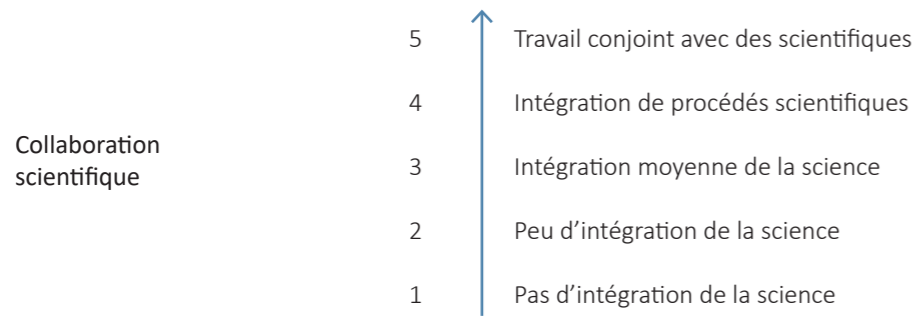 5 Travail conjoint avec des scientifiques
4 Intégration de procédés scientifiques
Collaboration
scientifique
3 Intégration moyenne de la science
2 Peu d’intégration de la science
1 Pas d’intégration de la science